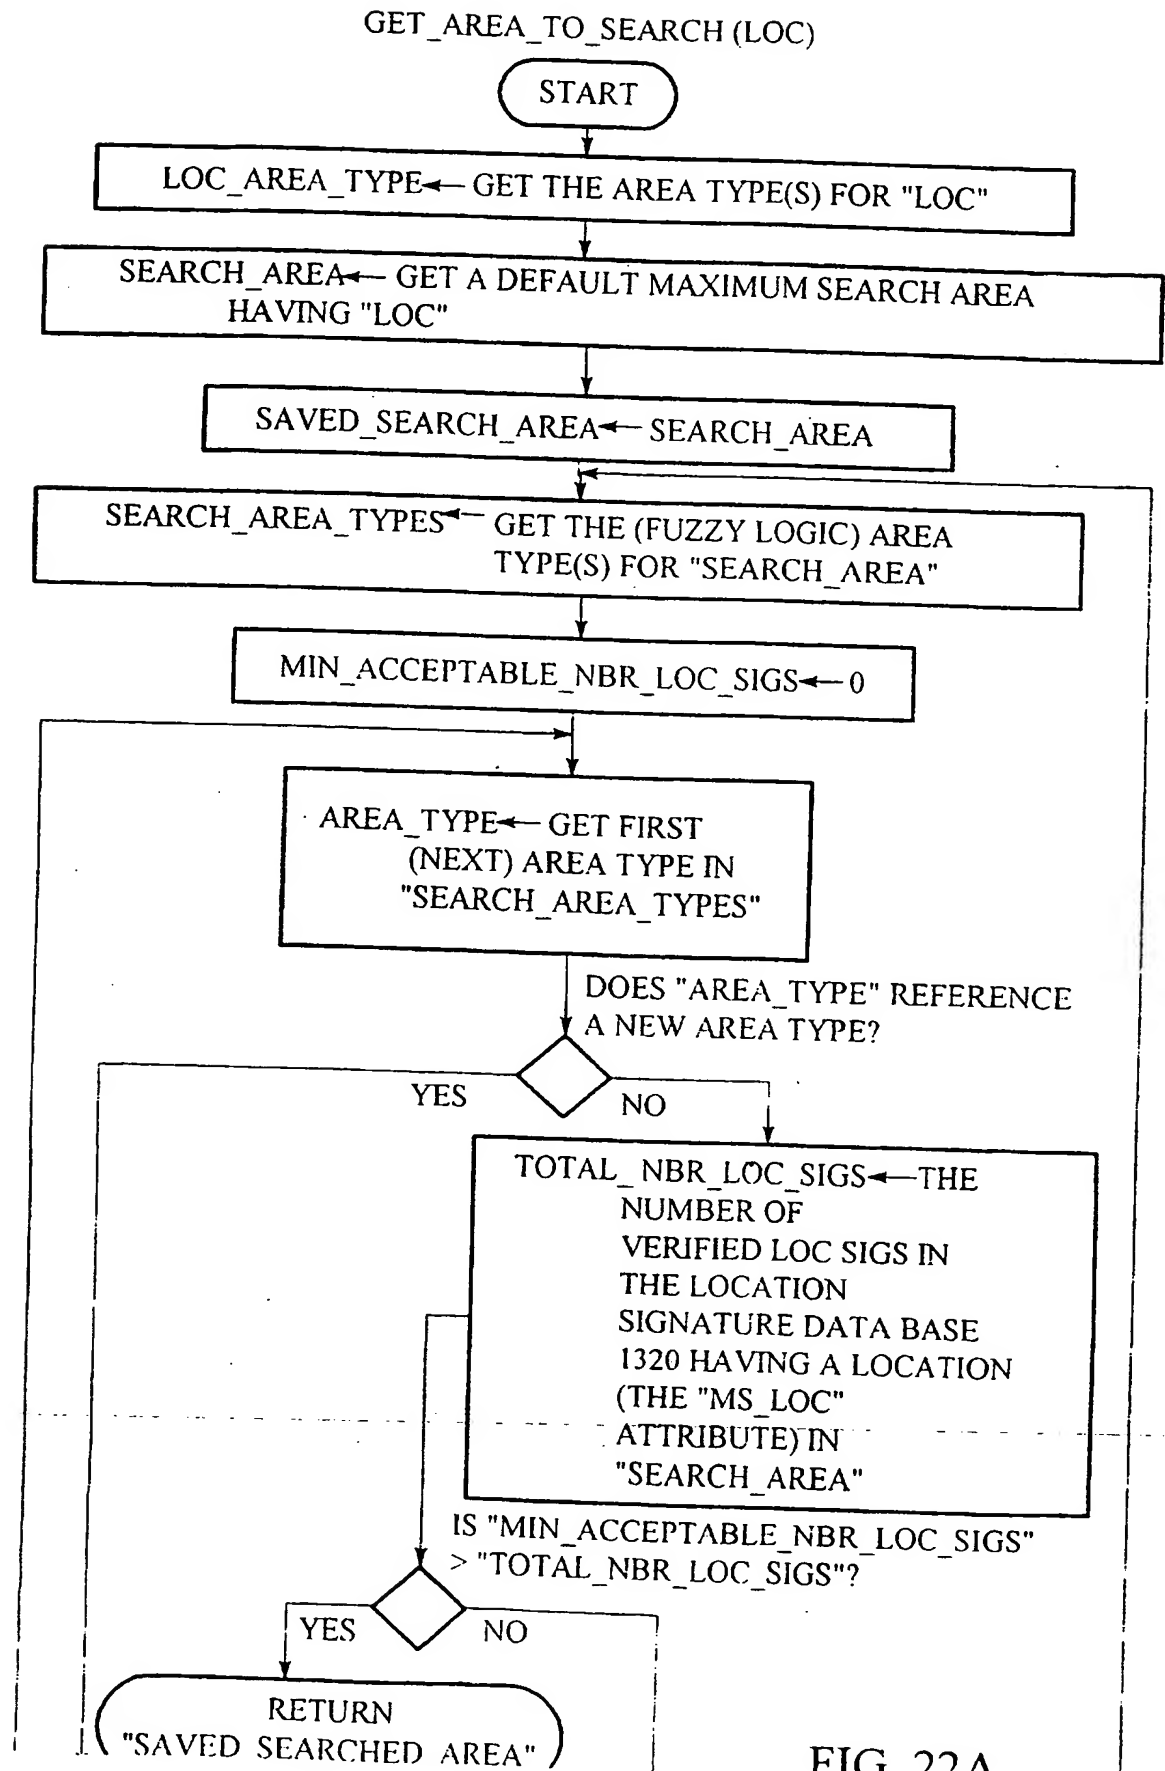 GET_AREA_TO_SEARCH (LOC)
START
LOC_AREA_TYPE← GET THE AREA TYPE(S) FOR "LOC"
SEARCH_AREA← GET A DEFAULT MAXIMUM SEARCH AREA
HAVING "LOC"
SAVED_SEARCH_AREA← SEARCH_AREA
SEARCH_AREA_TYPES← GET THE (FUZZY LOGIC) AREA
TYPE(S) FOR "SEARCH_AREA"
MIN_ACCEPTABLE_NBR_LOC_SIGS←0
AREA_TYPE← GET FIRST
(NEXT) AREA TYPE IN
"SEARCH_AREA_TYPES"
DOES "AREA_TYPE" REFERENCE
A NEW AREA TYPE?
YES
NO
TOTAL_NBR_LOC_SIGS←THE
NUMBER OF
VERIFIED LOC SIGS IN
THE LOCATION
SIGNATURE DATA BASE
1320 HAVING A LOCATION
(THE "MS_LOC"
ATTRIBUTE) IN
"SEARCH_AREA"
IS "MIN_ACCEPTABLE_NBR_LOC_SIGS"
> "TOTAL_NBR_LOC_SIGS"?
YES
NO
RETURN
"SAVED_SEARCHED_AREA"
FIG. 22A